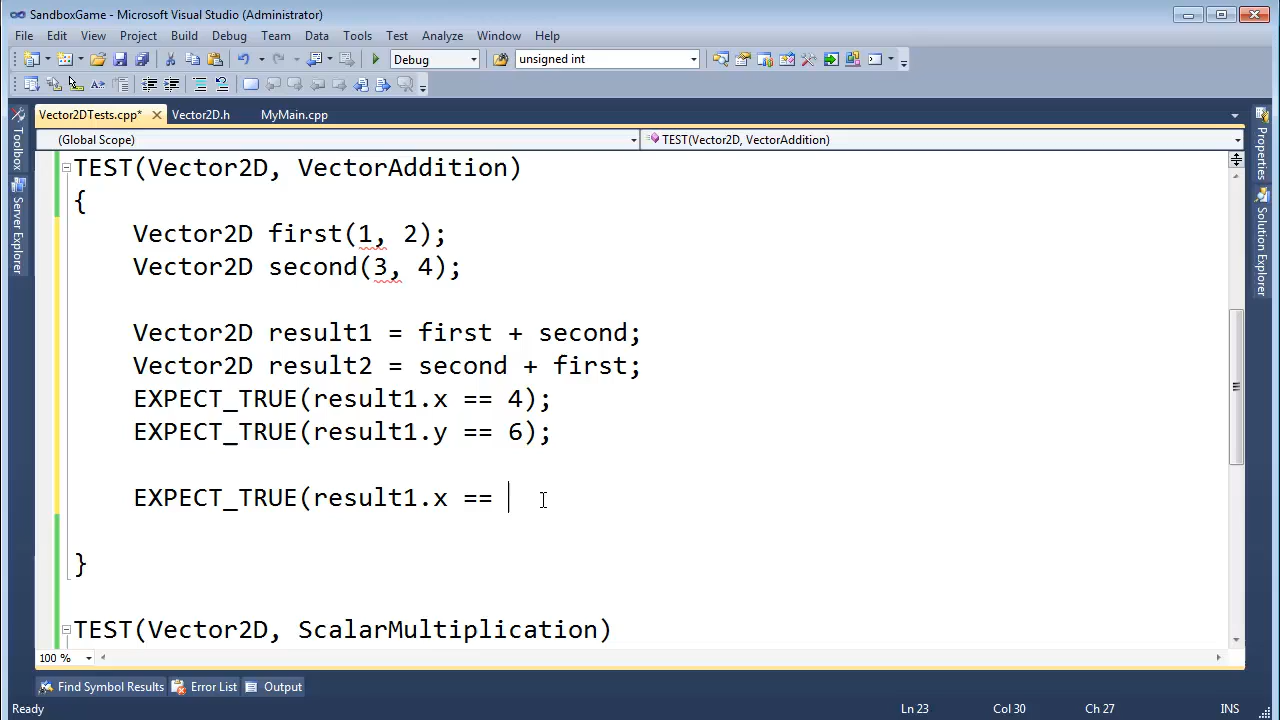 SandboxGame - Microsoft Visual Studio (Administrator)
File Edit View Project Build Debug Team Data Tools Test Analyze Window Help
Debug unsigned int
Vector2DTests.cpp* Vector2D.h MyMain.cpp
(Global Scope) TEST(Vector2D, VectorAddition)
Toolbox
Server Explorer
TEST(Vector2D, VectorAddition)
{
Vector2D first(1, 2);
Vector2D second(3, 4);
Vector2D result1 = first + second;
Vector2D result2 = second + first;
EXPECT_TRUE(result1.x == 4);
EXPECT_TRUE(result1.y == 6);
EXPECT_TRUE(result1.x ==
}
TEST(Vector2D, ScalarMultiplication)
Properties
Solution Explorer
100 %
Find Symbol Results Error List Output
Ready Ln 23 Col 30 Ch 27 INS